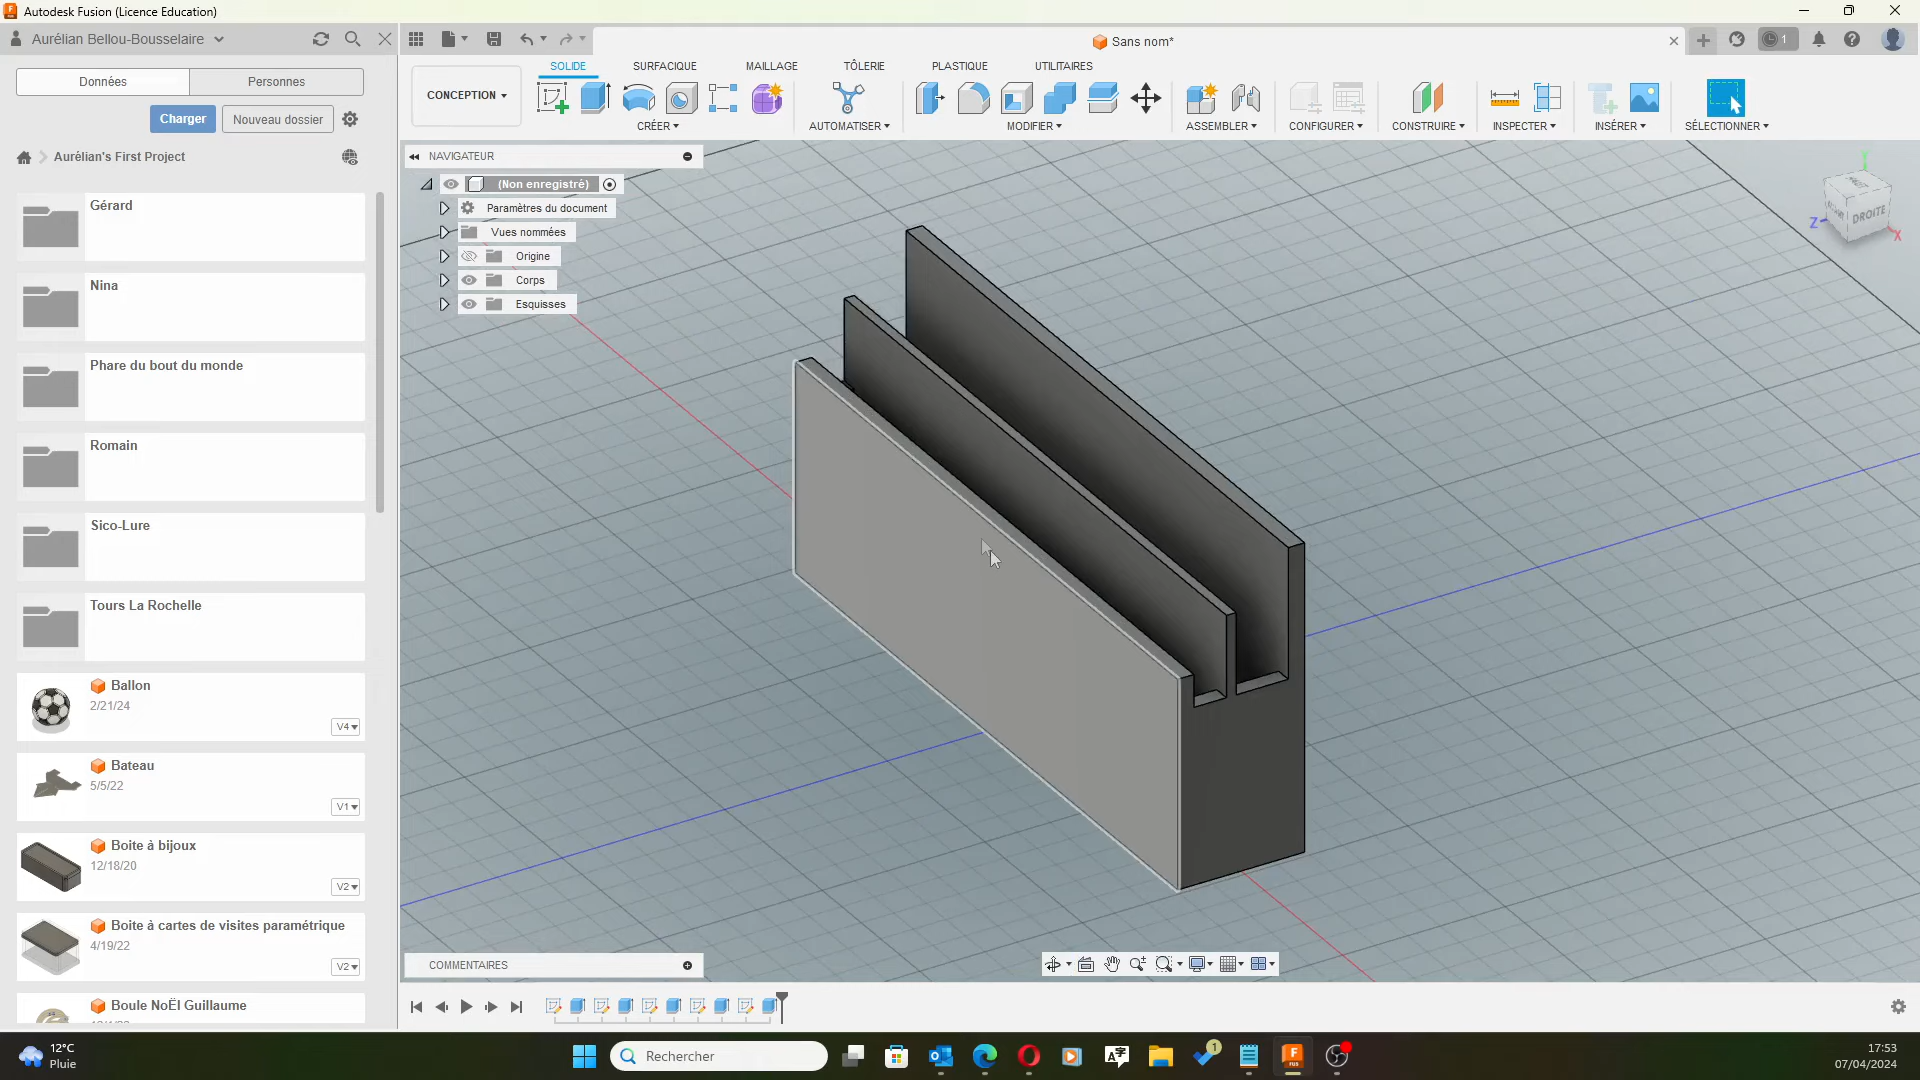 Autodesk Fusion (Licence Education)
Aurélian Bellou-Bousselaire
Sans nom*
1
Données
Personnes
Charger
Nouveau dossier
Aurélian's First Project
Gérard
Nina
Phare du bout du monde
Romain
Sico-Lure
Tours La Rochelle
Ballon
2/21/24
V4
Bateau
5/5/22
V1
Boite à bijoux
12/18/20
V2
Boite à cartes de visites paramétrique
4/19/22
V2
Boule NoËl Guillaume
CONCEPTION
SOLIDE
SURFACIQUE
MAILLAGE
TÔLERIE
PLASTIQUE
UTILITAIRES
CRÉER
AUTOMATISER
MODIFIER
ASSEMBLER
CONFIGURER
CONSTRUIRE
INSPECTER
INSÉRER
SÉLECTIONNER
NAVIGATEUR
(Non enregistré)
Paramètres du document
Vues nommées
Origine
Corps
Esquisses
Y
DROITE
Z
X
COMMENTAIRES
12°C
Pluie
Rechercher
1
17:53
07/04/2024